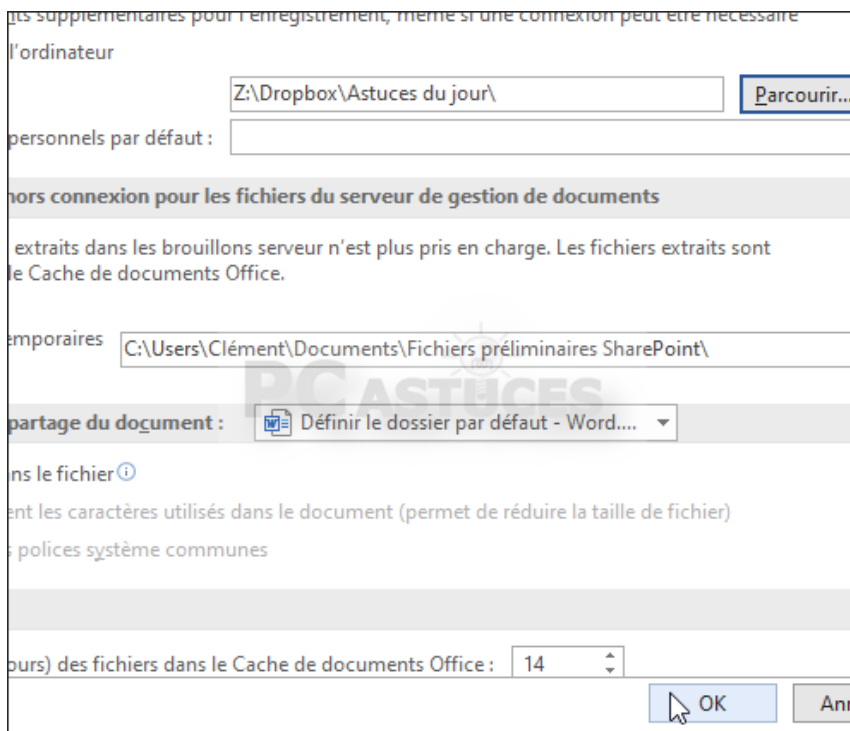 nts supplémentaires pour l'enregistrement, même si une connexion peut être nécessaire
l'ordinateur
Z:\Dropbox\Astuces du jour\ Parcourir...
personnels par défaut :
hors connexion pour les fichiers du serveur de gestion de documents
extraits dans les brouillons serveur n'est plus pris en charge. Les fichiers extraits sont
le Cache de documents Office.
emporaires C:\Users\Clément\Documents\Fichiers préliminaires SharePoint\
PC ASTUCES
partage du document : Définir le dossier par défaut - Word....
ns le fichier
ent les caractères utilisés dans le document (permet de réduire la taille de fichier)
s polices système communes
ours) des fichiers dans le Cache de documents Office : 14
OK Ann